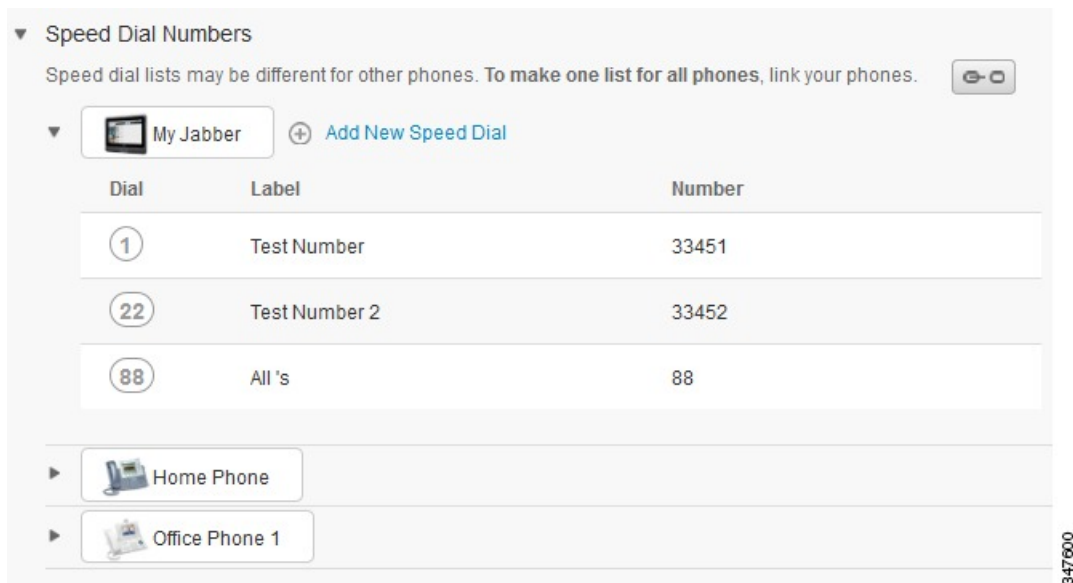 Speed Dial Numbers
Speed dial lists may be different for other phones. To make one list for all phones, link your phones.
My Jabber Add New Speed Dial
Dial Label Number
1 Test Number 33451
22 Test Number 2 33452
88 All 's 88
Home Phone
Office Phone 1
347600